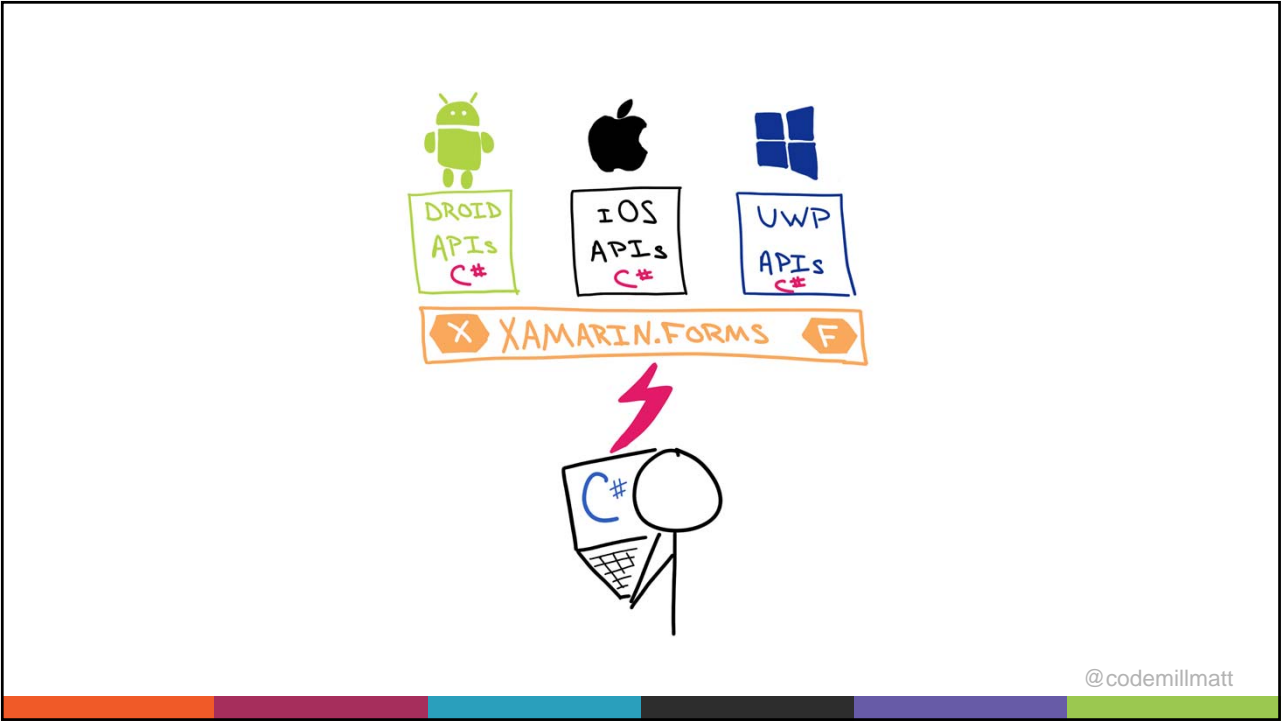 DROID
APIs
C#
iOS
APIs
C#
UWP
APIs
C#
X XAMARIN.FORMS F
C#
@codemillmatt